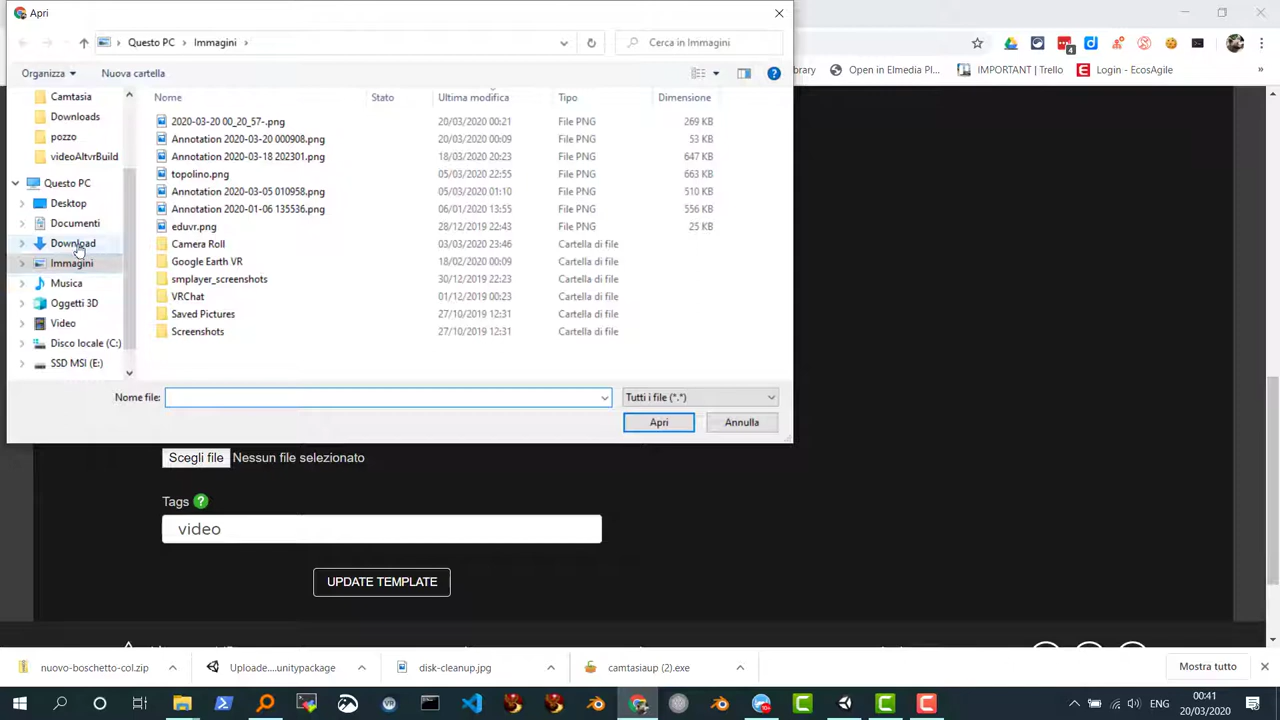 Apri
Questo PC
Immagini
Cerca in Immagini
Organizza
Nuova cartella
4
brary
Open in Elmedia Pl...
IMPORTANT | Trello
Login - EcosAgile
»
Nome
Stato
Ultima modifica
Tipo
Dimensione
Camtasia
Downloads
pozzo
videoAltvrBuild
Questo PC
Desktop
Documenti
Download
Immagini
Musica
Oggetti 3D
Video
Disco locale (C:)
SSD MSI (E:)
2020-03-20 00_20_57-.png 20/03/2020 00:21 File PNG 269 KB
Annotation 2020-03-20 000908.png 20/03/2020 00:09 File PNG 53 KB
Annotation 2020-03-18 202301.png 18/03/2020 20:23 File PNG 647 KB
topolino.png 05/03/2020 22:55 File PNG 663 KB
Annotation 2020-03-05 010958.png 05/03/2020 01:10 File PNG 510 KB
Annotation 2020-01-06 135536.png 06/01/2020 13:55 File PNG 556 KB
eduvr.png 28/12/2019 22:43 File PNG 25 KB
Camera Roll 03/03/2020 23:46 Cartella di file
Google Earth VR 18/02/2020 00:09 Cartella di file
smplayer_screenshots 30/12/2019 22:23 Cartella di file
VRChat 01/12/2019 00:23 Cartella di file
Saved Pictures 27/10/2019 12:31 Cartella di file
Screenshots 27/10/2019 12:31 Cartella di file
Nome file:
Tutti i file (*.*)
Apri
Annulla
Scegli file Nessun file selezionato
Tags ?
video
UPDATE TEMPLATE
nuovo-boschetto-col.zip
Uploade....unitypackage
disk-cleanup.jpg
camtasiaup (2).exe
Mostra tutto
ENG
00:41
20/03/2020